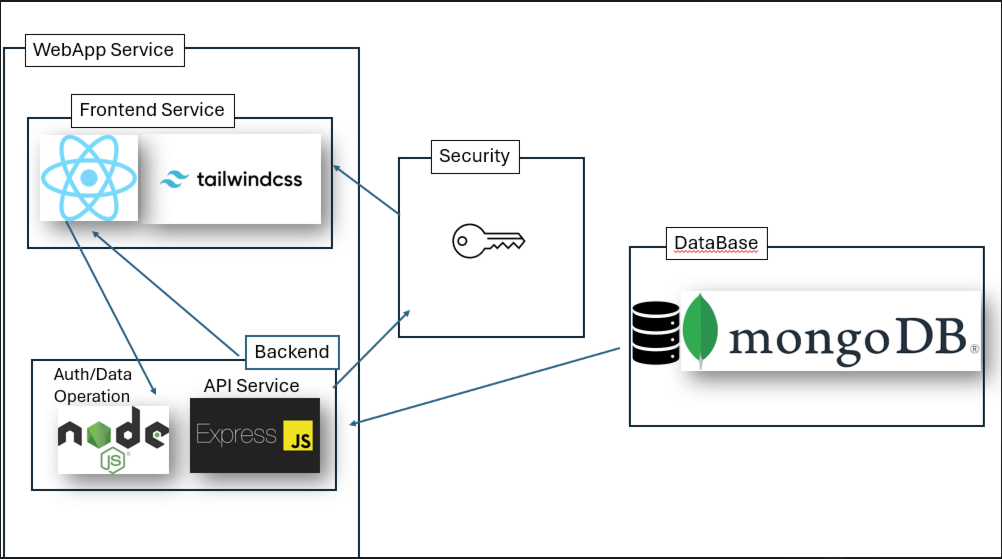 WebApp Service
Frontend Service
tailwindcss
Security
DataBase
mongoDB®
Backend
Auth/Data
Operation
API Service
node
JS®
Express JS